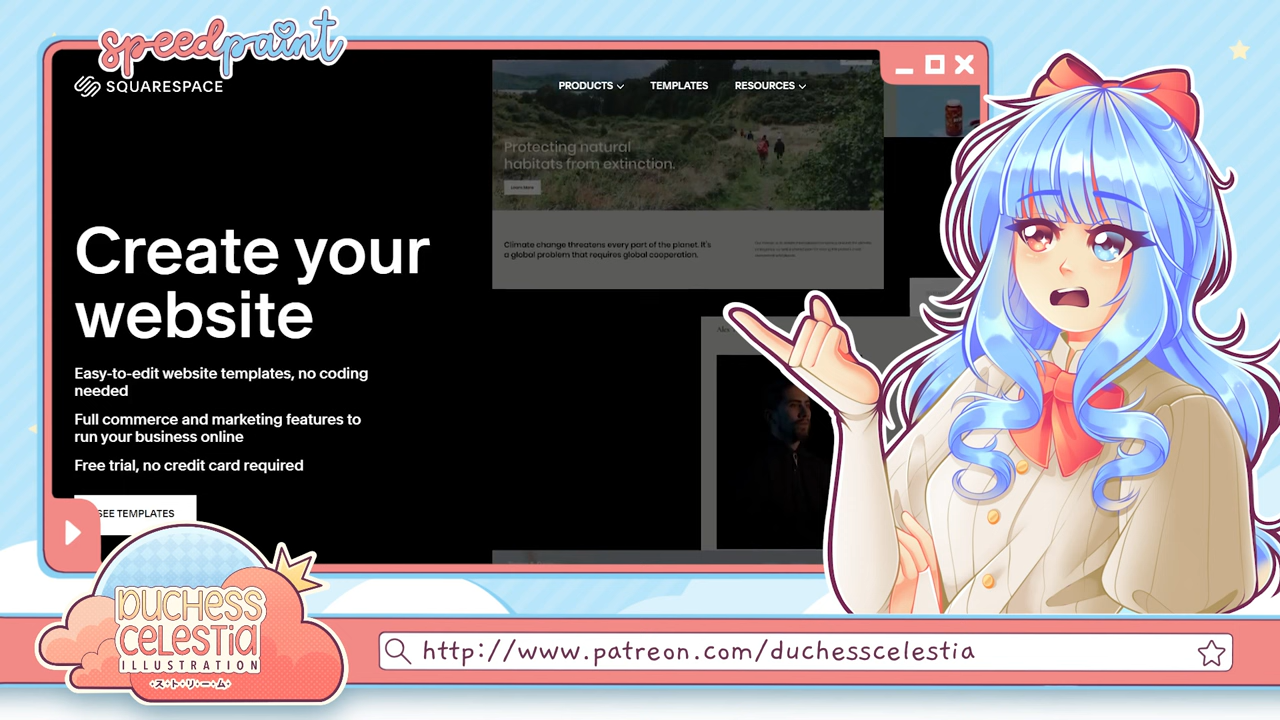 speedpaint
SQUARESPACE
PRODUCTS
TEMPLATES
RESOURCES
Protecting natural
habitats from extinction.
Learn More
Climate change threatens every part of the planet. It's
a global problem that requires global cooperation.
Create your
website
Easy-to-edit website templates, no coding
needed
Full commerce and marketing features to
run your business online
Free trial, no credit card required
SEE TEMPLATES
DUCHESS
CELESTIA
ILLUSTRATION
・ス・ト・リ・ー・ム・
http://www.patreon.com/duchesscelestia